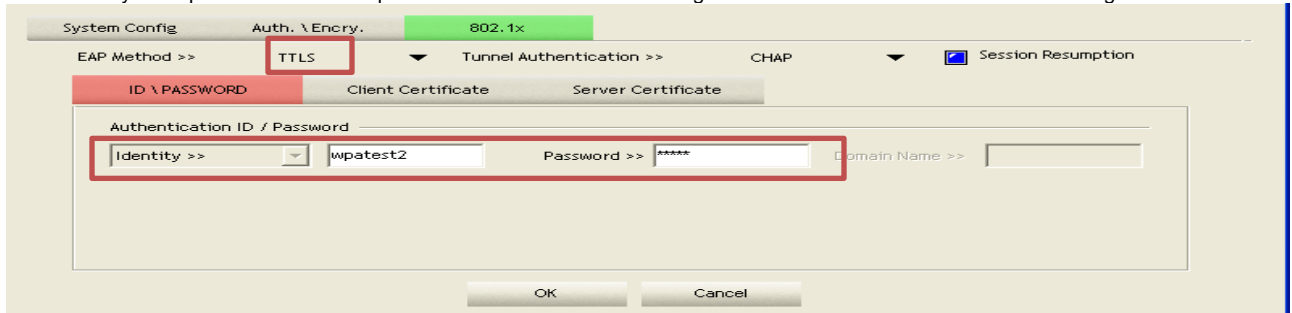 System Config Auth. \ Encry. 802.1x
EAP Method >> TTLS Tunnel Authentication >> CHAP Session Resumption
ID \ PASSWORD Client Certificate Server Certificate
Authentication ID / Password
Identity >> wpatest2 Password >> ***** Domain Name >>
OK Cancel